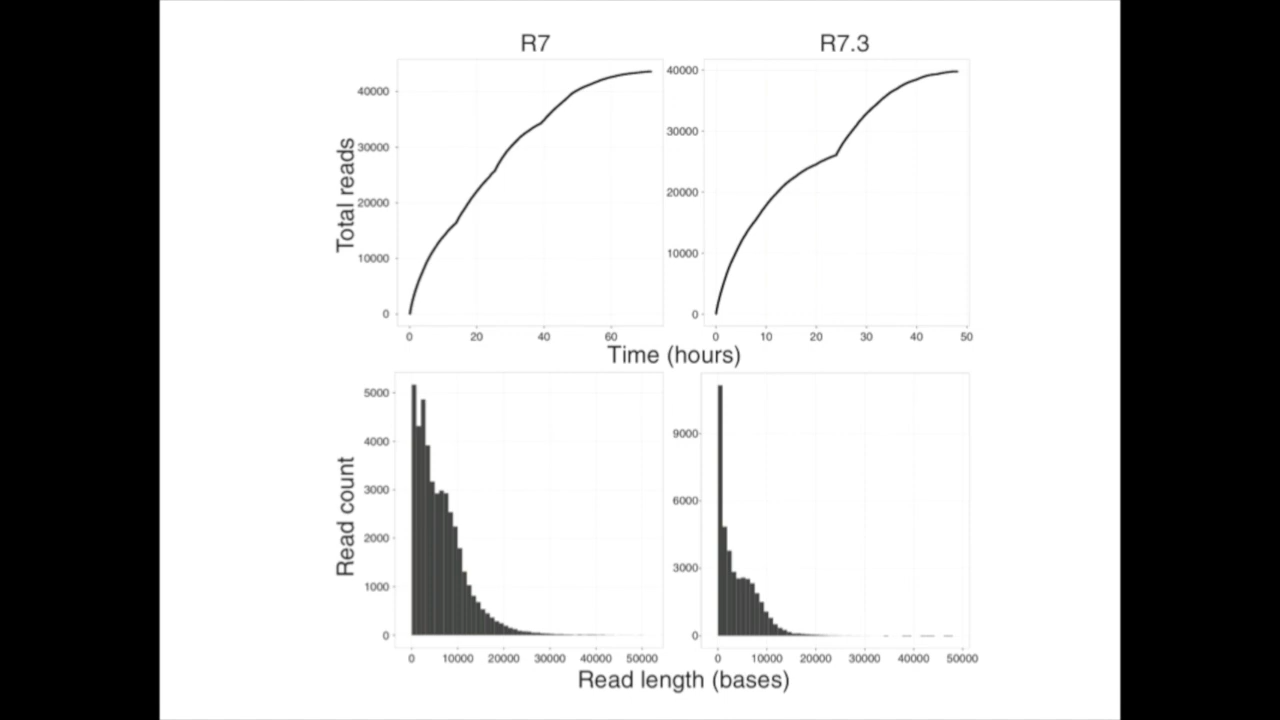 R7
R7.3
Total reads
40000
30000
20000
10000
0
0 20 40 60
40000
30000
20000
10000
0
0 10 20 30 40 50
Time (hours)
Read count
5000
4000
3000
2000
1000
0
0 10000 20000 30000 40000 50000
9000
6000
3000
0
0 10000 20000 30000 40000 50000
Read length (bases)